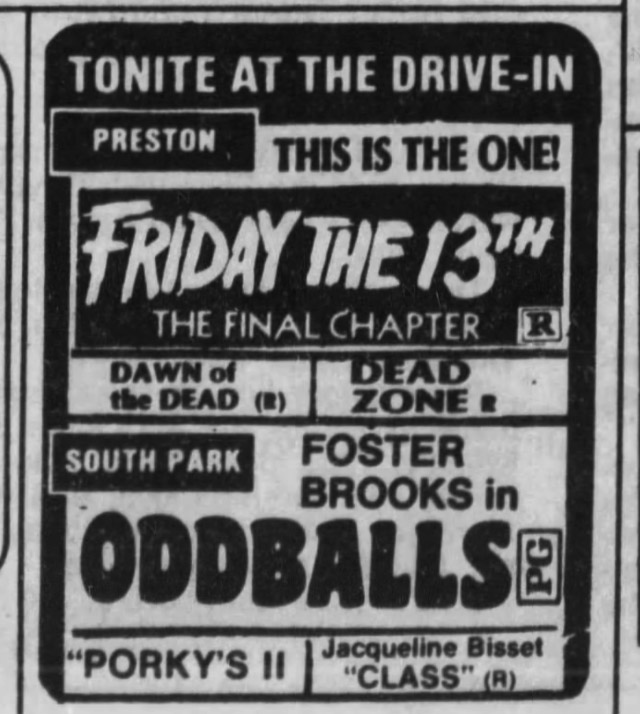 TONITE AT THE DRIVE-IN
PRESTON
THIS IS THE ONE!
FRIDAY THE 13TH
THE FINAL CHAPTER R
DAWN of
the DEAD (R)
DEAD
ZONE R
SOUTH PARK
FOSTER
BROOKS in
ODDBALLS PG
"PORKY'S II
Jacqueline Bisset
"CLASS" (R)